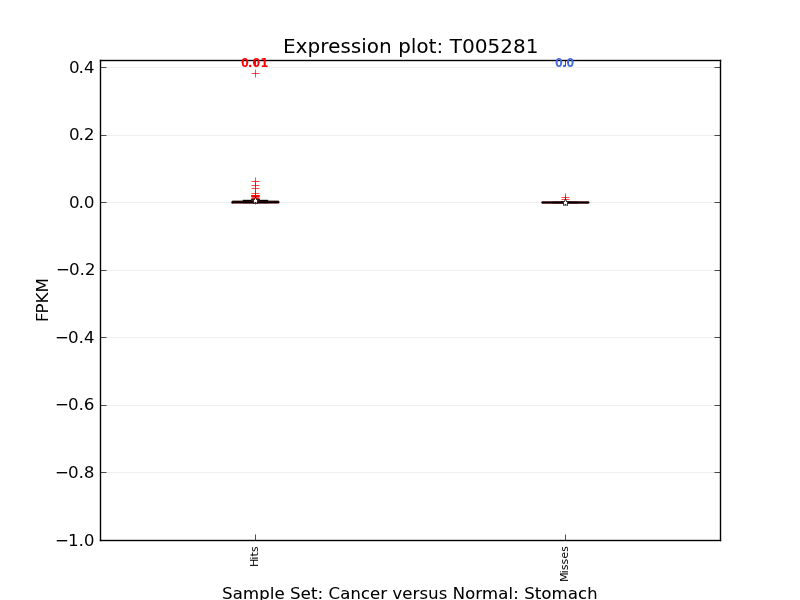 Expression plot: T005281
0.01
0.0
0.4
0.2
0.0
−0.2
−0.4
−0.6
−0.8
−1.0
FPKM
Hits
Misses
Sample Set: Cancer versus Normal: Stomach